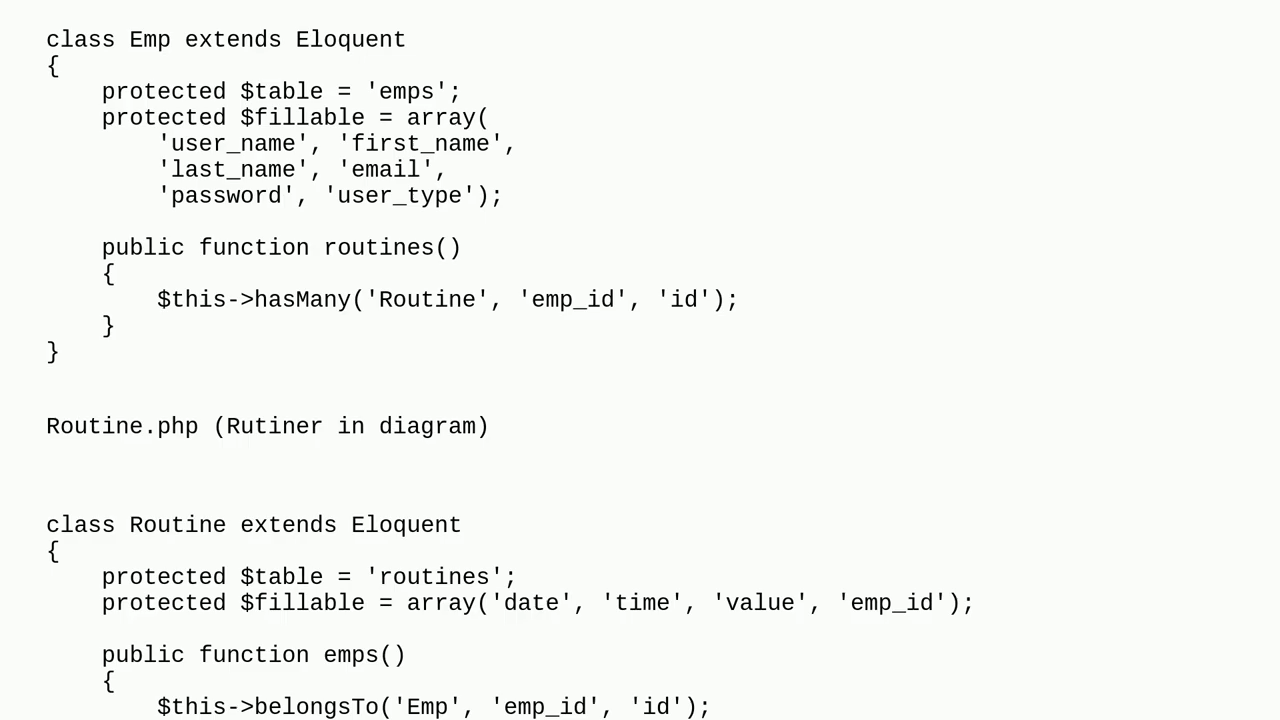 class Emp extends Eloquent
{
    protected $table = 'emps';
    protected $fillable = array(
        'user_name', 'first_name',
        'last_name', 'email',
        'password', 'user_type');
    public function routines()
    {
        $this->hasMany('Routine', 'emp_id', 'id');
    }
}
Routine.php (Rutiner in diagram)
class Routine extends Eloquent
{
    protected $table = 'routines';
    protected $fillable = array('date', 'time', 'value', 'emp_id');
    public function emps()
    {
        $this->belongsTo('Emp', 'emp_id', 'id');